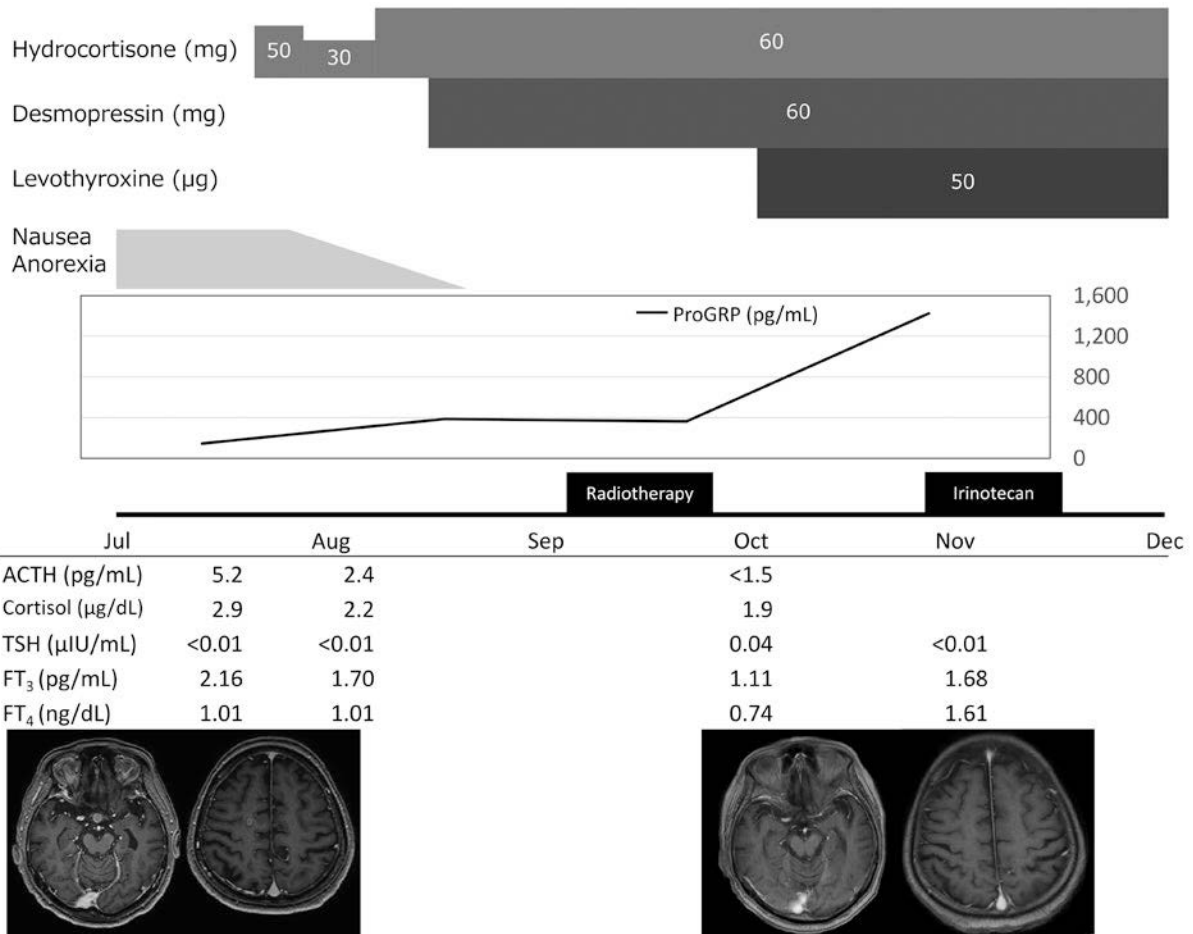 Hydrocortisone (mg)
50
30
60
Desmopressin (mg)
60
Levothyroxine (μg)
50
Nausea
Anorexia
ProGRP (pg/mL)
1,600
1,200
800
400
0
Radiotherapy
Irinotecan
Jul Aug Sep Oct Nov Dec
ACTH (pg/mL) 5.2 2.4 <1.5
Cortisol (μg/dL) 2.9 2.2 1.9
TSH (μIU/mL) <0.01 <0.01 0.04 <0.01
FT3 (pg/mL) 2.16 1.70 1.11 1.68
FT4 (ng/dL) 1.01 1.01 0.74 1.61